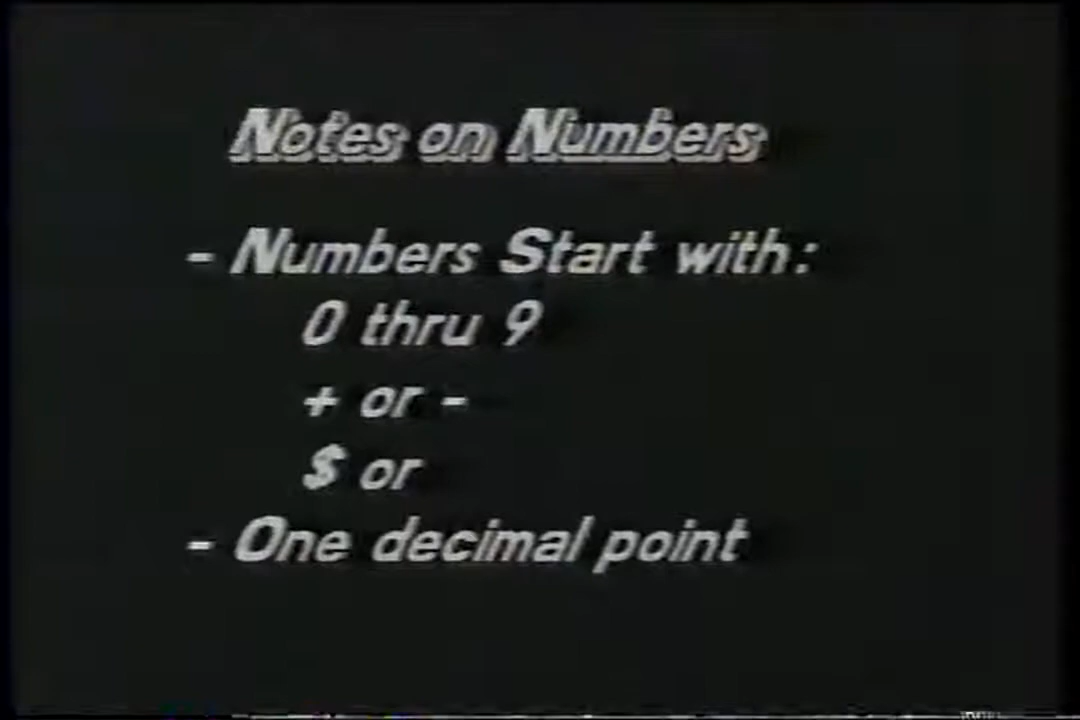 Notes on Numbers
- Numbers Start with:
0 thru 9
+ or -
$ or
- One decimal point